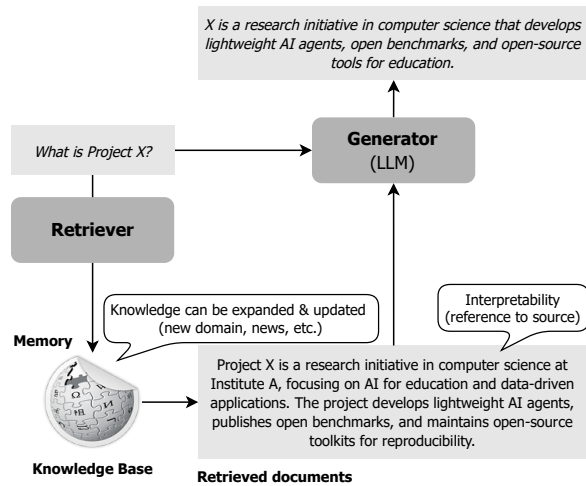 X is a research initiative in computer science that develops
lightweight AI agents, open benchmarks, and open-source
tools for education.
What is Project X?
Generator
(LLM)
Retriever
Knowledge can be expanded & updated
(new domain, news, etc.)
Interpretability
(reference to source)
Memory
Project X is a research initiative in computer science at
Institute A, focusing on AI for education and data-driven
applications. The project develops lightweight AI agents,
publishes open benchmarks, and maintains open-source
toolkits for reproducibility.
Ω
Knowledge Base
Retrieved documents